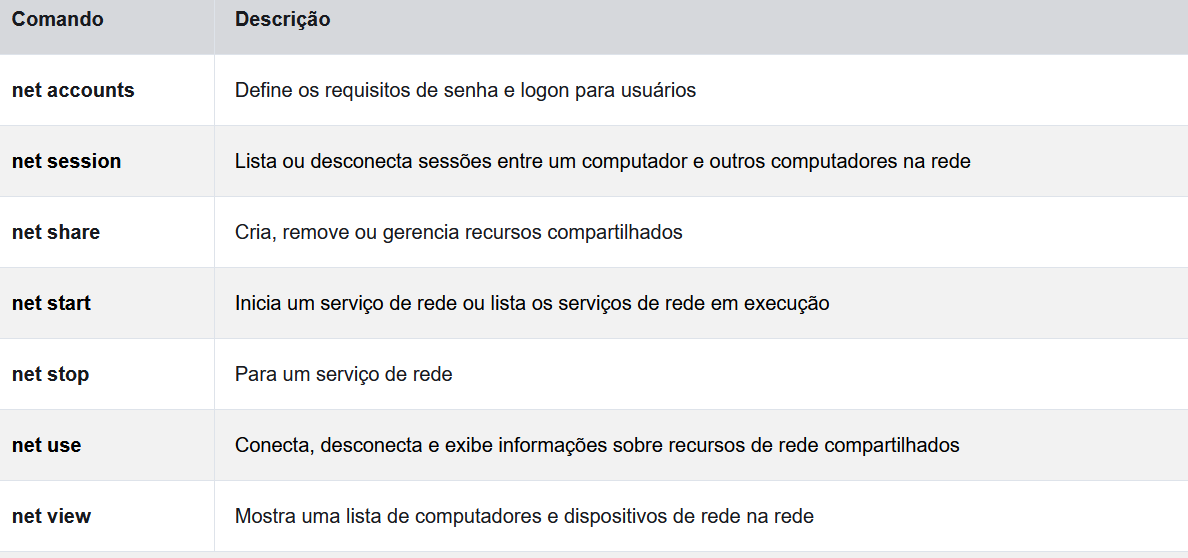 Comando Descrição
net accounts Define os requisitos de senha e logon para usuários
net session Lista ou desconecta sessões entre um computador e outros computadores na rede
net share Cria, remove ou gerencia recursos compartilhados
net start Inicia um serviço de rede ou lista os serviços de rede em execução
net stop Para um serviço de rede
net use Conecta, desconecta e exibe informações sobre recursos de rede compartilhados
net view Mostra uma lista de computadores e dispositivos de rede na rede